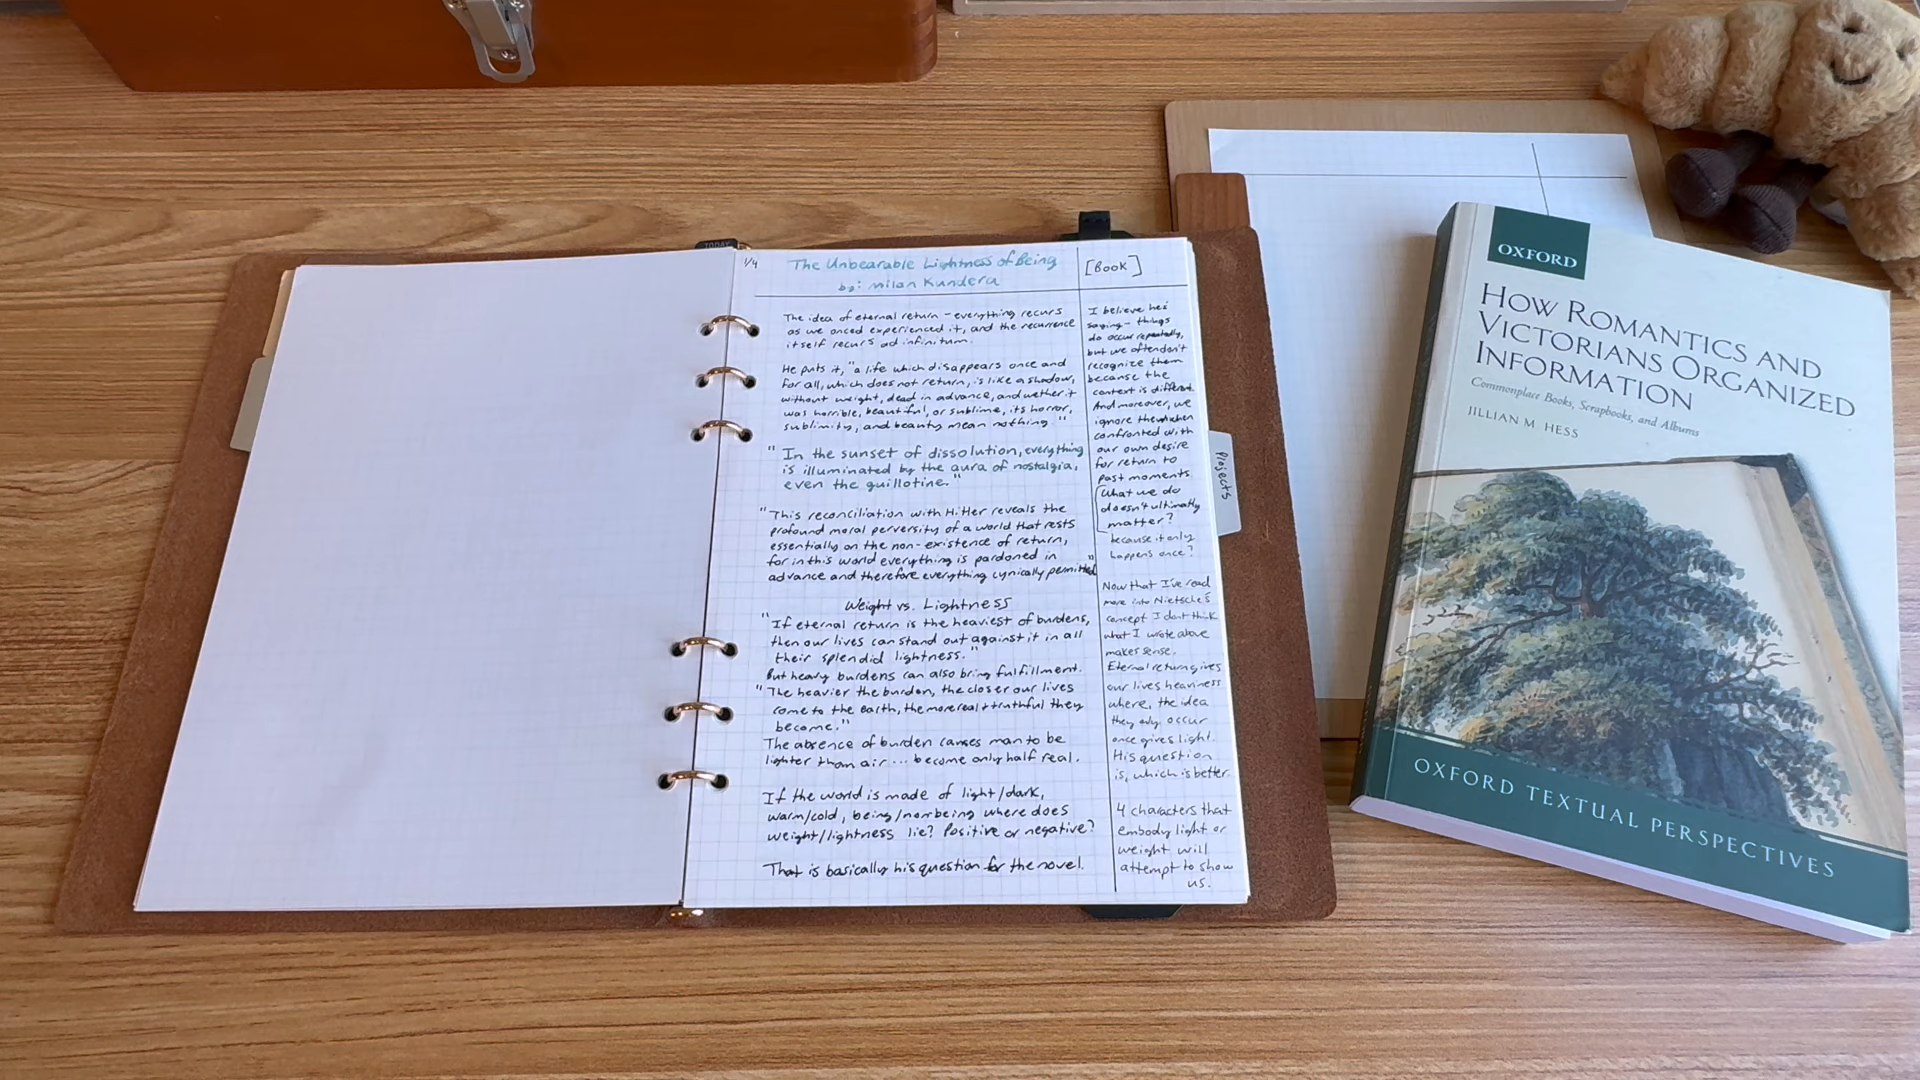 TODAY
1/4
The Unbearable Lightness of Being
by: Milan Kundera
[Book]
The idea of eternal return - everything recurs
as we onced experienced it, and the recurrence
itself recurs ad infinitum.
He puts it, "a life which disappears once and
for all, which does not return, is like a shadow,
without weight, dead in advance, and wether it
was horrible, beautiful, or sublime, its horror,
sublimity, and beauty mean nothing."
"In the sunset of dissolution, everything
is illuminated by the aura of nostalgia,
even the guillotine."
"This reconciliation with Hitler reveals the
profound moral perversity of a world that rests
essentially on the non-existence of return,
for in this world everything is pardoned in
advance and therefore everything cynically permitted"
Weight vs. Lightness
"If eternal return is the heaviest of burdens,
then our lives can stand out against it in all
their splendid lightness."
But heavy burdens can also bring fulfillment.
"The heavier the burden, the closer our lives
come to the earth, the more real + truthful they
become."
The absence of burden causes man to be
lighter than air ... become only half real.
If the world is made of light/dark,
warm/cold, being/nonbeing where does
weight/lightness lie? Positive or negative?
That is basically his question for the novel.
I believe he's
saying - things
do occur repeatedly,
but we often don't
recognize them
because the
context is different.
And moreover, we
ignore them when
confronted with
our own desire
for return to
past moments.
What we do
doesn't ultimatly
matter?
because it only
happens once?
Now that I've read
more into Nietsche's
concept I dont think
what I wrote above
makes sense.
Eternal return gives
our lives heaviness
where, the idea
they only occur
once gives light.
His question
is, which is better.
4 characters that
embody light or
weight will
attempt to show
us.
Projects
OXFORD
HOW ROMANTICS AND
VICTORIANS ORGANIZED
INFORMATION
Commonplace Books, Scrapbooks, and Albums
JILLIAN M. HESS
OXFORD TEXTUAL PERSPECTIVES